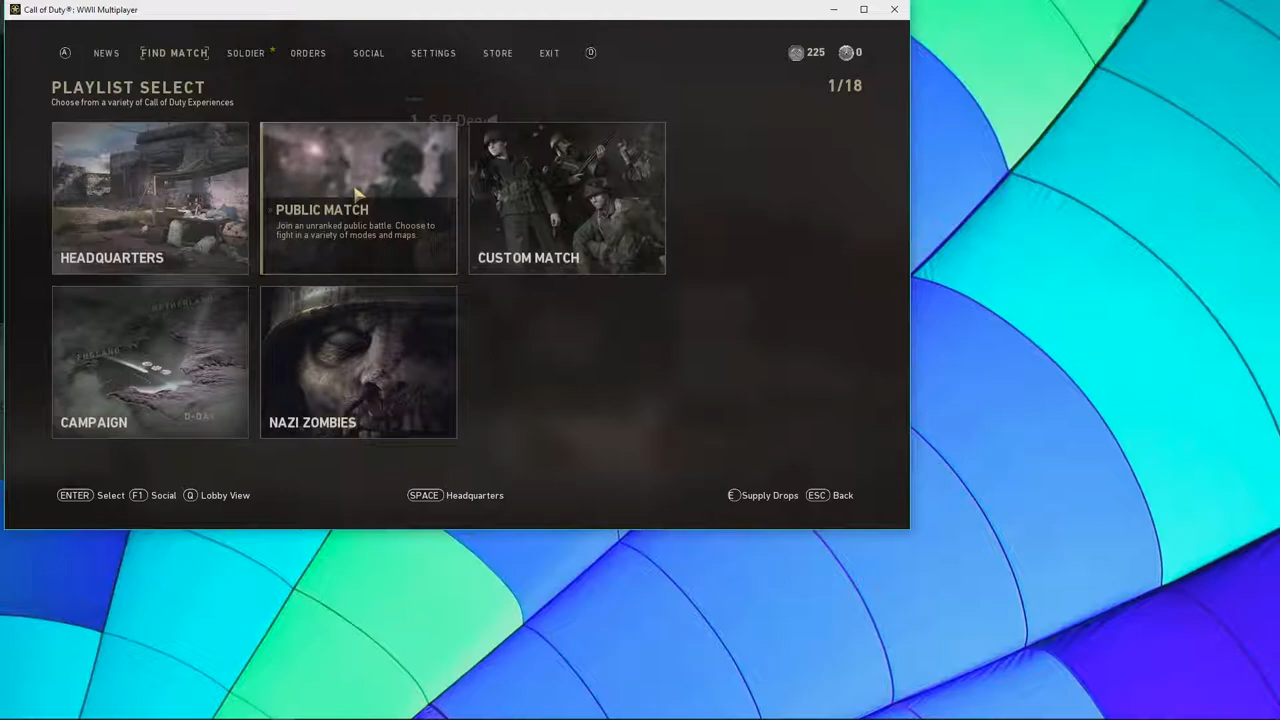 Call of Duty®: WWII Multiplayer
A NEWS FIND MATCH SOLDIER * ORDERS SOCIAL SETTINGS STORE EXIT D 225 0
PLAYLIST SELECT 1/18
Choose from a variety of Call of Duty Experiences
PUBLIC MATCH
Join an unranked public battle. Choose to
fight in a variety of modes and maps.
HEADQUARTERS CUSTOM MATCH
ENGLAND
D-DAY
CAMPAIGN NAZI ZOMBIES
ENTER Select F1 Social Q Lobby View SPACE Headquarters E Supply Drops ESC Back